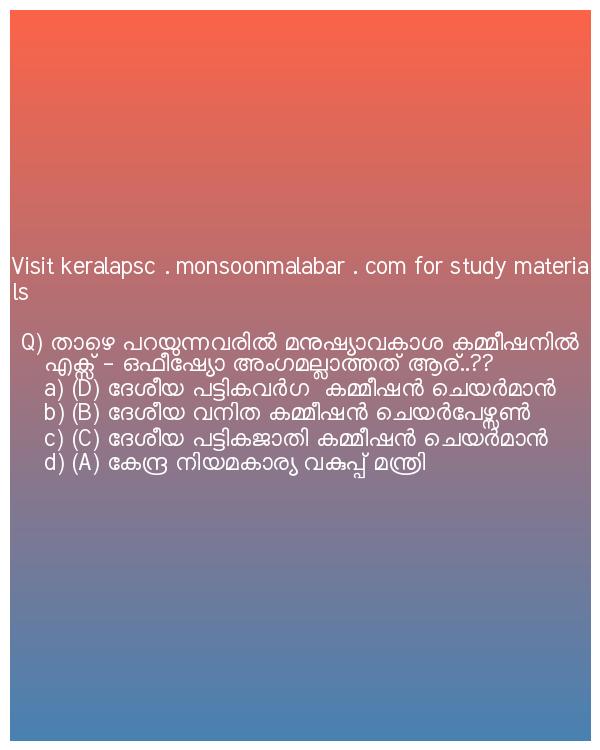 Visit keralapsc . monsoonmalabar . com for study materia
ls
Q) താഴെ പറയുന്നവരിൽ മനുഷ്യാവകാശ കമ്മീഷനിൽ
എക്സ് – ഒഫീഷ്യോ അംഗമല്ലാത്തത് ആര്..??
a) (D) ദേശീയ പട്ടികവർഗ കമ്മീഷൻ ചെയർമാൻ
b) (B) ദേശീയ വനിത കമ്മീഷൻ ചെയർപേഴ്സൺ
c) (C) ദേശീയ പട്ടികജാതി കമ്മീഷൻ ചെയർമാൻ
d) (A) കേന്ദ്ര നിയമകാര്യ വകുപ്പ് മന്ത്രി